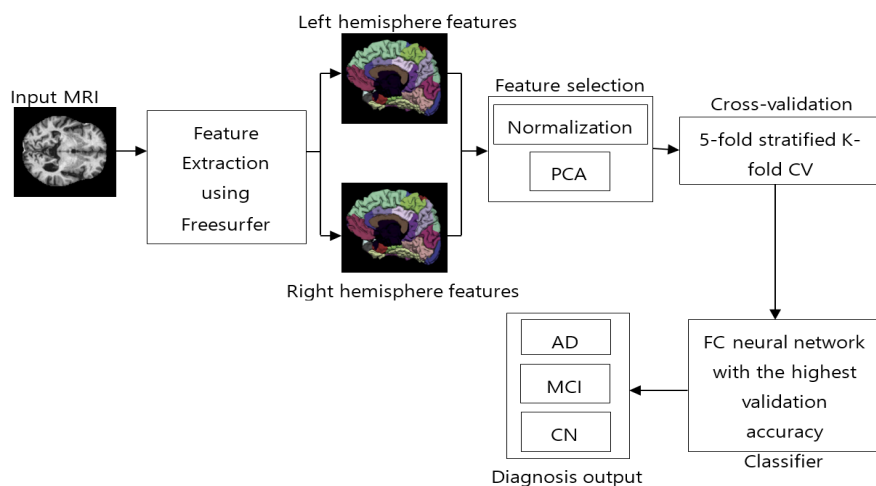 Left hemisphere features
Input MRI
Feature
Extraction
using
Freesurfer
Right hemisphere features
Feature selection
Normalization
PCA
Cross-validation
5-fold stratified K-
fold CV
FC neural network
with the highest
validation
accuracy
Classifier
AD
MCI
CN
Diagnosis output